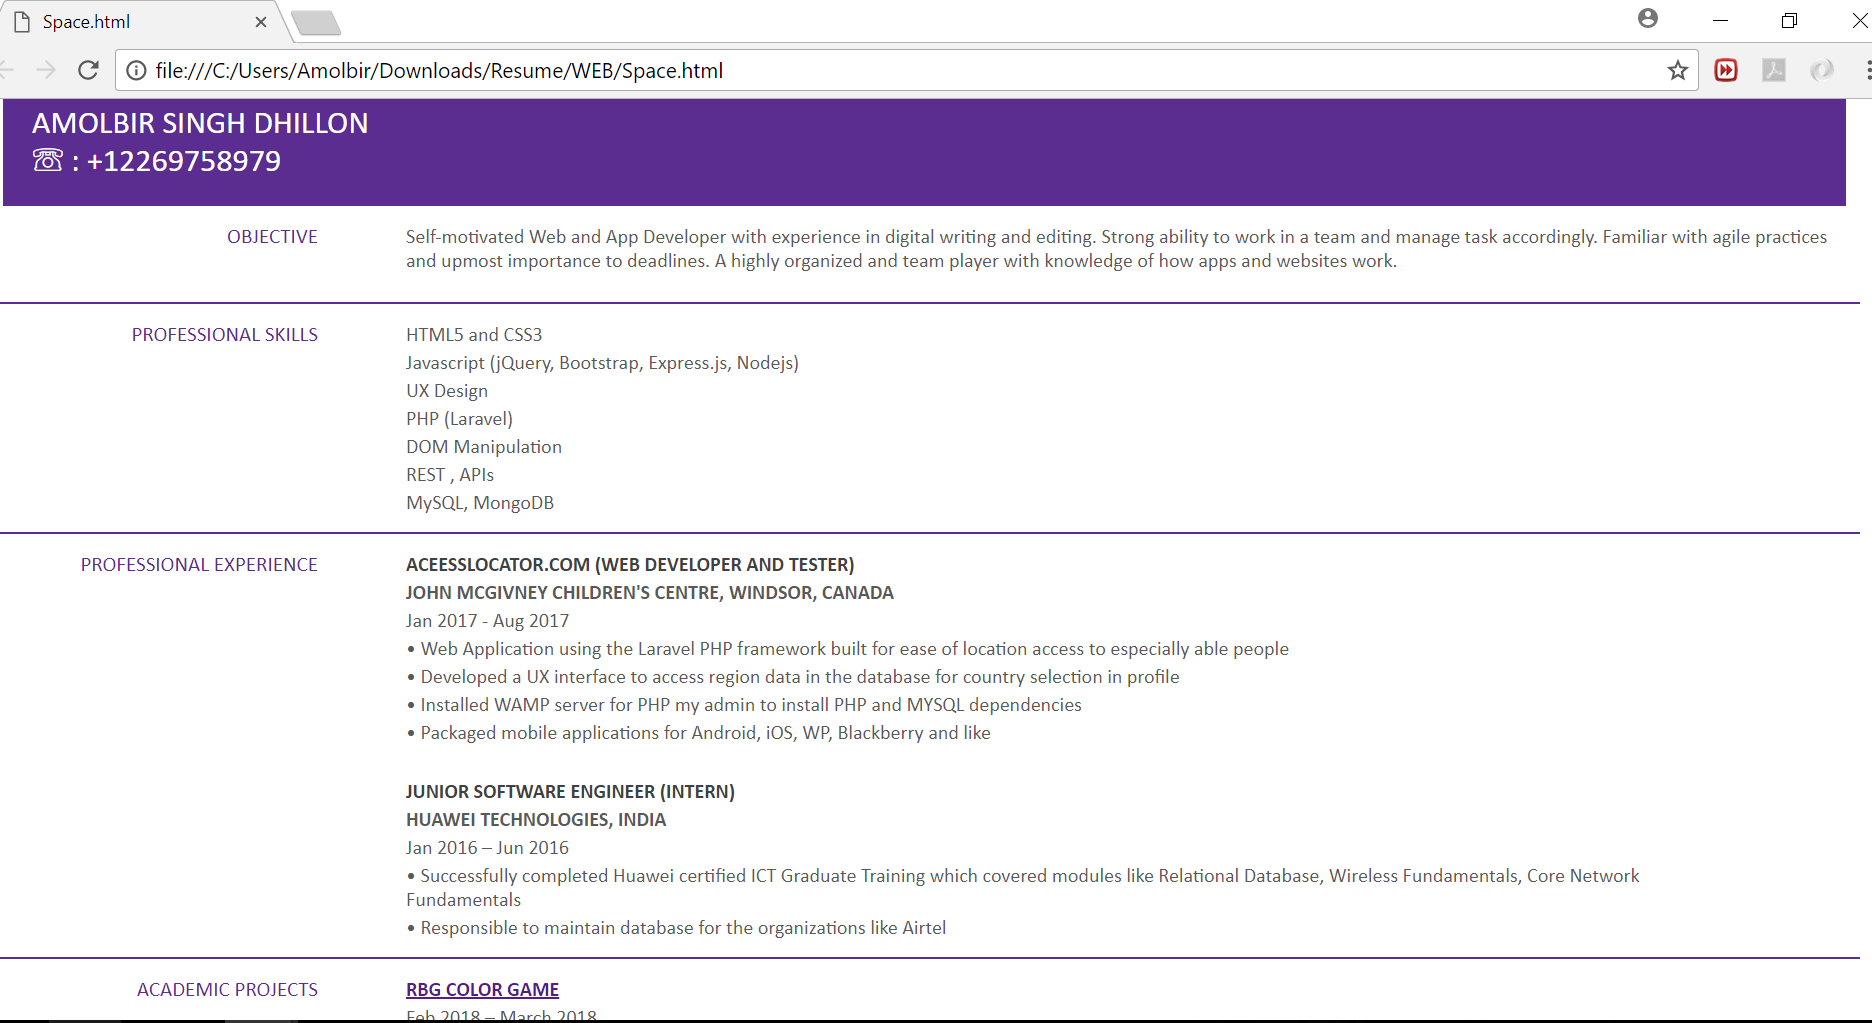 Space.html
file:///C:/Users/Amolbir/Downloads/Resume/WEB/Space.html
AMOLBIR SINGH DHILLON
☏ : +12269758979
OBJECTIVE
Self-motivated Web and App Developer with experience in digital writing and editing. Strong ability to work in a team and manage task accordingly. Familiar with agile practices
and upmost importance to deadlines. A highly organized and team player with knowledge of how apps and websites work.
PROFESSIONAL SKILLS
HTML5 and CSS3
Javascript (jQuery, Bootstrap, Express.js, Nodejs)
UX Design
PHP (Laravel)
DOM Manipulation
REST , APIs
MySQL, MongoDB
PROFESSIONAL EXPERIENCE
ACEESSLOCATOR.COM (WEB DEVELOPER AND TESTER)
JOHN MCGIVNEY CHILDREN'S CENTRE, WINDSOR, CANADA
Jan 2017 - Aug 2017
• Web Application using the Laravel PHP framework built for ease of location access to especially able people
• Developed a UX interface to access region data in the database for country selection in profile
• Installed WAMP server for PHP my admin to install PHP and MYSQL dependencies
• Packaged mobile applications for Android, iOS, WP, Blackberry and like
JUNIOR SOFTWARE ENGINEER (INTERN)
HUAWEI TECHNOLOGIES, INDIA
Jan 2016 – Jun 2016
• Successfully completed Huawei certified ICT Graduate Training which covered modules like Relational Database, Wireless Fundamentals, Core Network
Fundamentals
• Responsible to maintain database for the organizations like Airtel
ACADEMIC PROJECTS
RBG COLOR GAME
Feb 2018 – March 2018